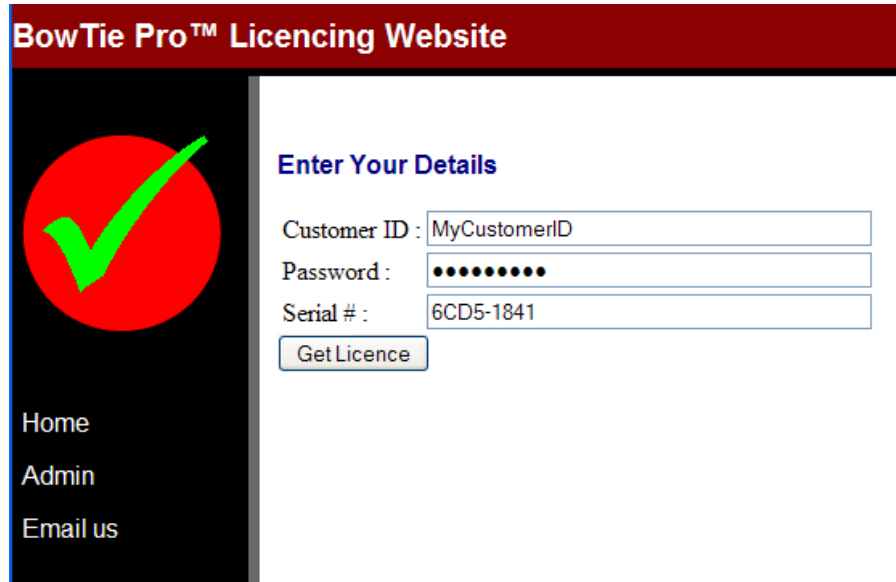 BowTie Pro™ Licencing Website
Enter Your Details
Customer ID : MyCustomerID
Password : ●●●●●●●●●
Serial # : 6CD5-1841
Get Licence
Home
Admin
Email us